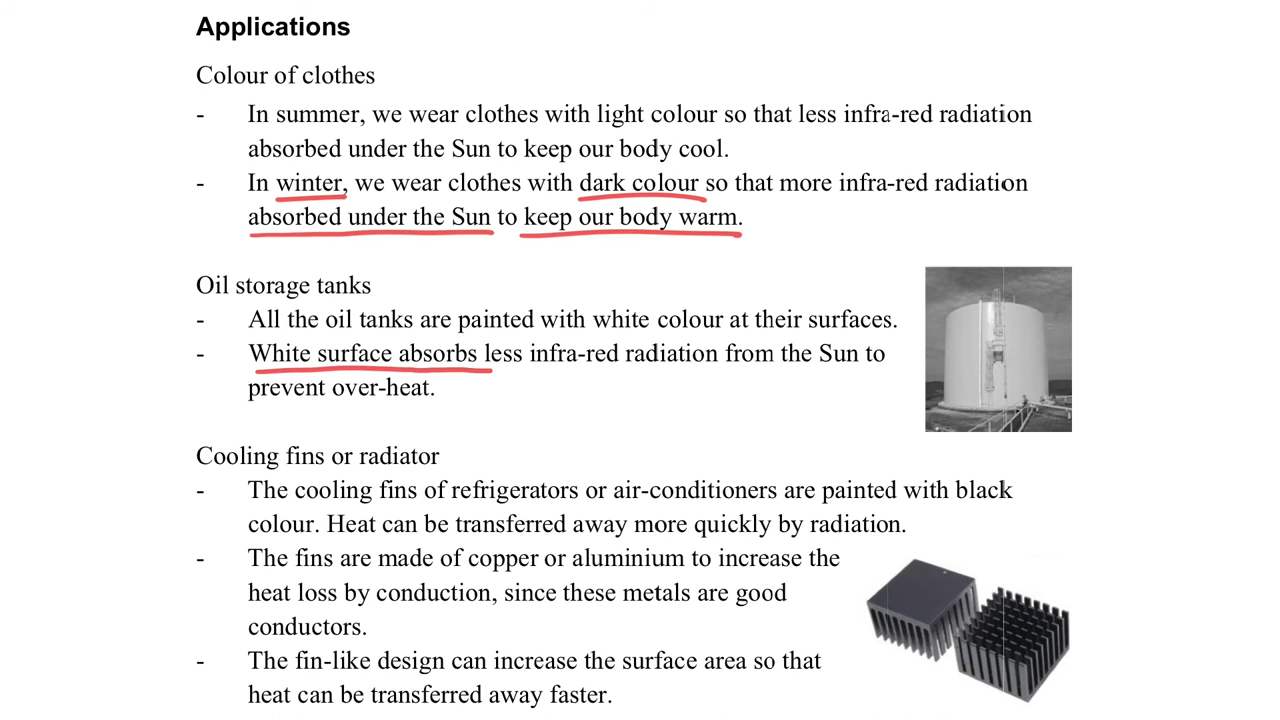 Applications
Colour of clothes
- In summer, we wear clothes with light colour so that less infra-red radiation
absorbed under the Sun to keep our body cool.
- In winter, we wear clothes with dark colour so that more infra-red radiation
absorbed under the Sun to keep our body warm.
Oil storage tanks
- All the oil tanks are painted with white colour at their surfaces.
- White surface absorbs less infra-red radiation from the Sun to
prevent over-heat.
Cooling fins or radiator
- The cooling fins of refrigerators or air-conditioners are painted with black
colour. Heat can be transferred away more quickly by radiation.
- The fins are made of copper or aluminium to increase the
heat loss by conduction, since these metals are good
conductors.
- The fin-like design can increase the surface area so that
heat can be transferred away faster.